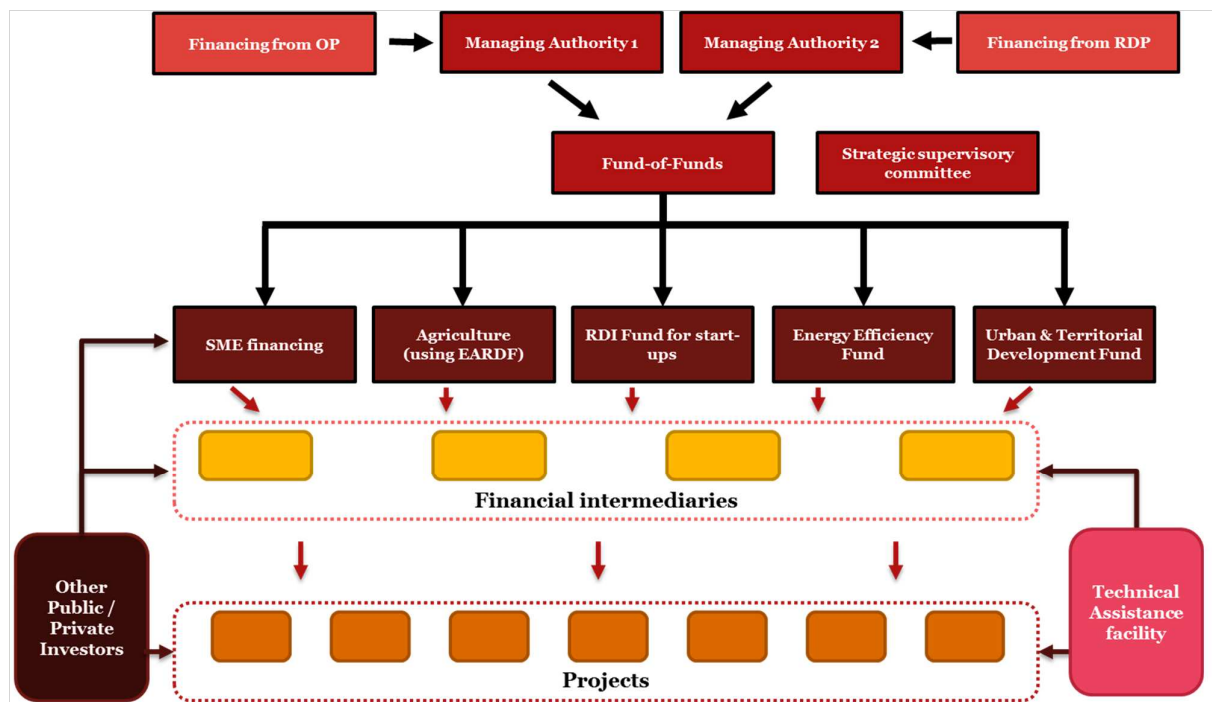 Financing from OP
Managing Authority 1
Managing Authority 2
Financing from RDP
Fund-of-Funds
Strategic supervisory
committee
SME financing
Agriculture
(using EARDF)
RDI Fund for start-
ups
Energy Efficiency
Fund
Urban & Territorial
Development Fund
Financial intermediaries
Other
Public /
Private
Investors
Technical
Assistance
facility
Projects